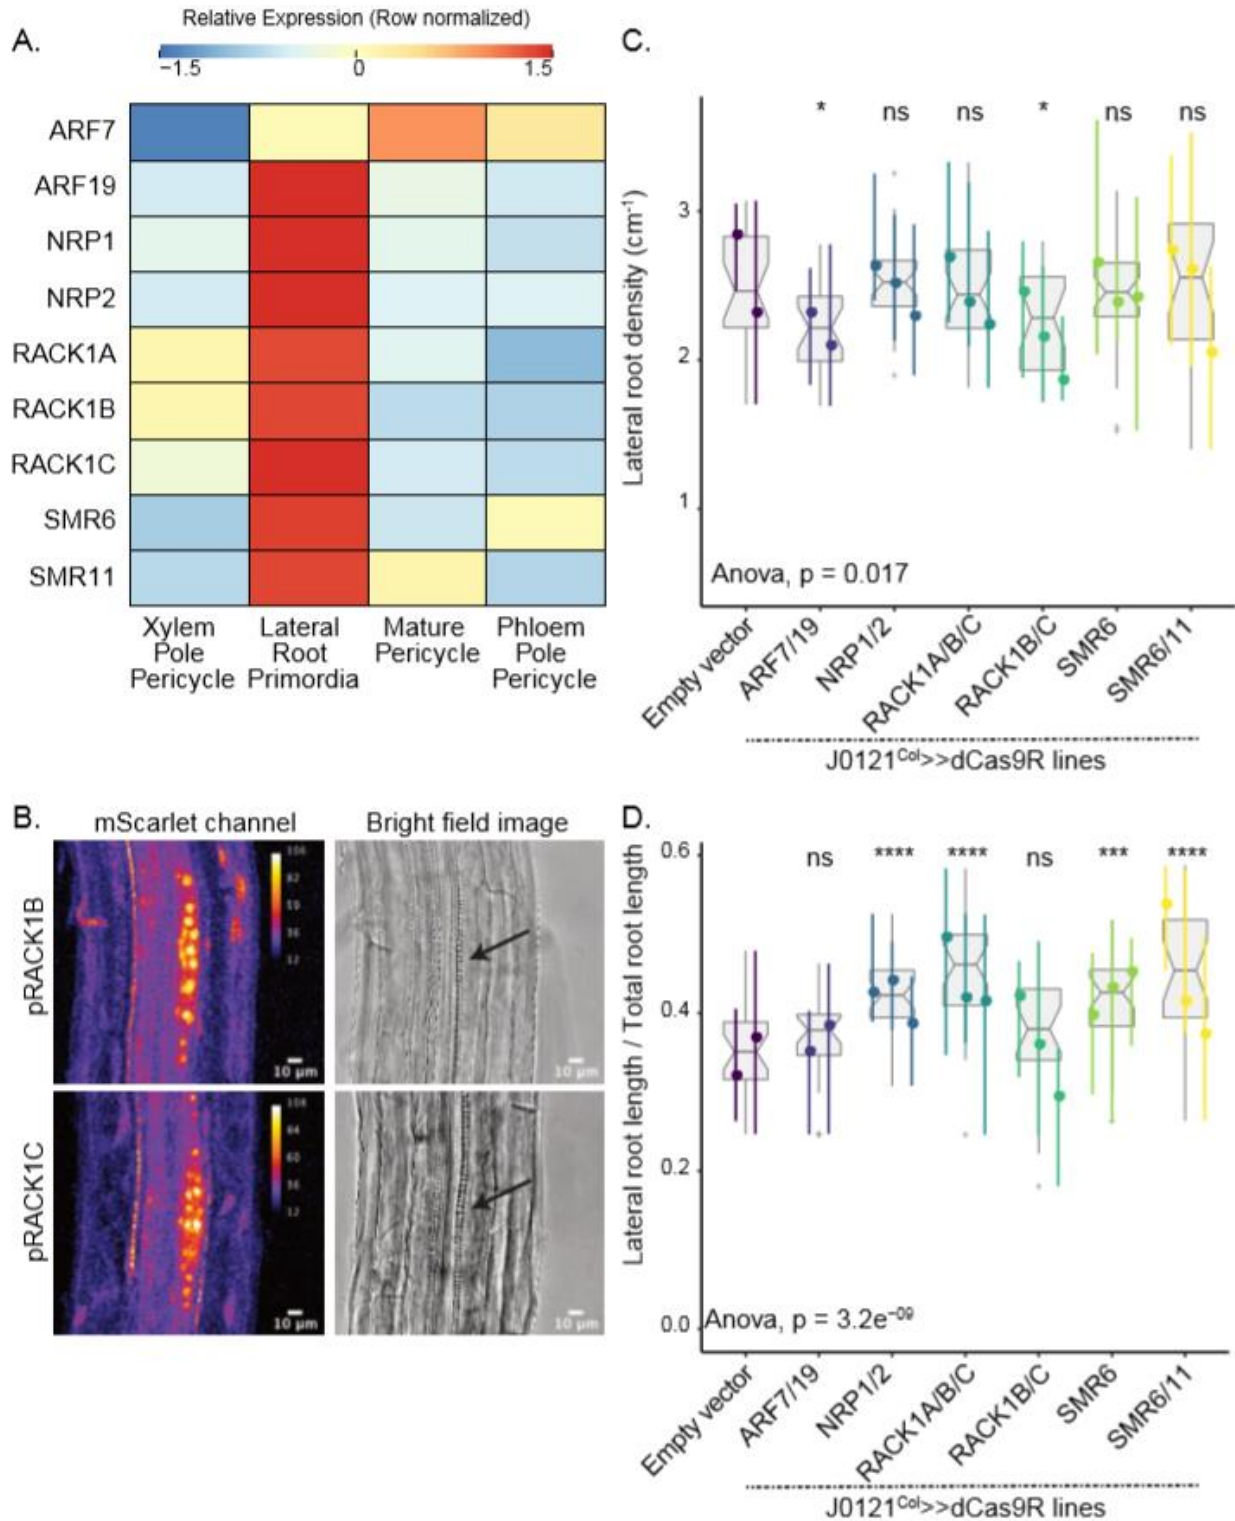 A.
Relative Expression (Row normalized)
−1.5 0 1.5
ARF7
ARF19
NRP1
NRP2
RACK1A
RACK1B
RACK1C
SMR6
SMR11
Xylem Pole Pericycle
Lateral Root Primordia
Mature Pericycle
Phloem Pole Pericycle
B.
mScarlet channel
Bright field image
pRACK1B
10 µm
10 µm
pRACK1C
10 µm
10 µm
C.
Lateral root density (cm⁻¹)
3
2
1
* ns ns * ns ns
Anova, p = 0.017
Empty vector
ARF7/19
NRP1/2
RACK1A/B/C
RACK1B/C
SMR6
SMR6/11
J0121ᶜᵒˡ>>dCas9R lines
D.
Lateral root length / Total root length
0.6
0.4
0.2
0.0
ns **** **** ns *** ****
Anova, p = 3.2e⁻⁰⁹
Empty vector
ARF7/19
NRP1/2
RACK1A/B/C
RACK1B/C
SMR6
SMR6/11
J0121ᶜᵒˡ>>dCas9R lines